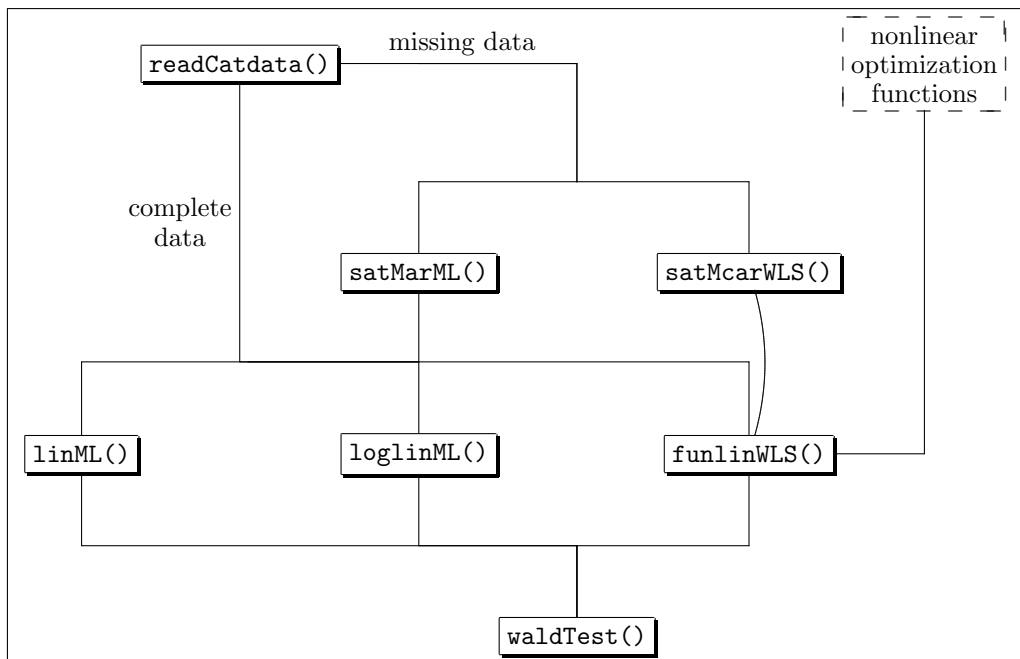 missing data
readCatdata()
nonlinear
optimization
functions
complete
data
satMarML()
satMcarWLS()
linML()
loglinML()
funlinWLS()
waldTest()